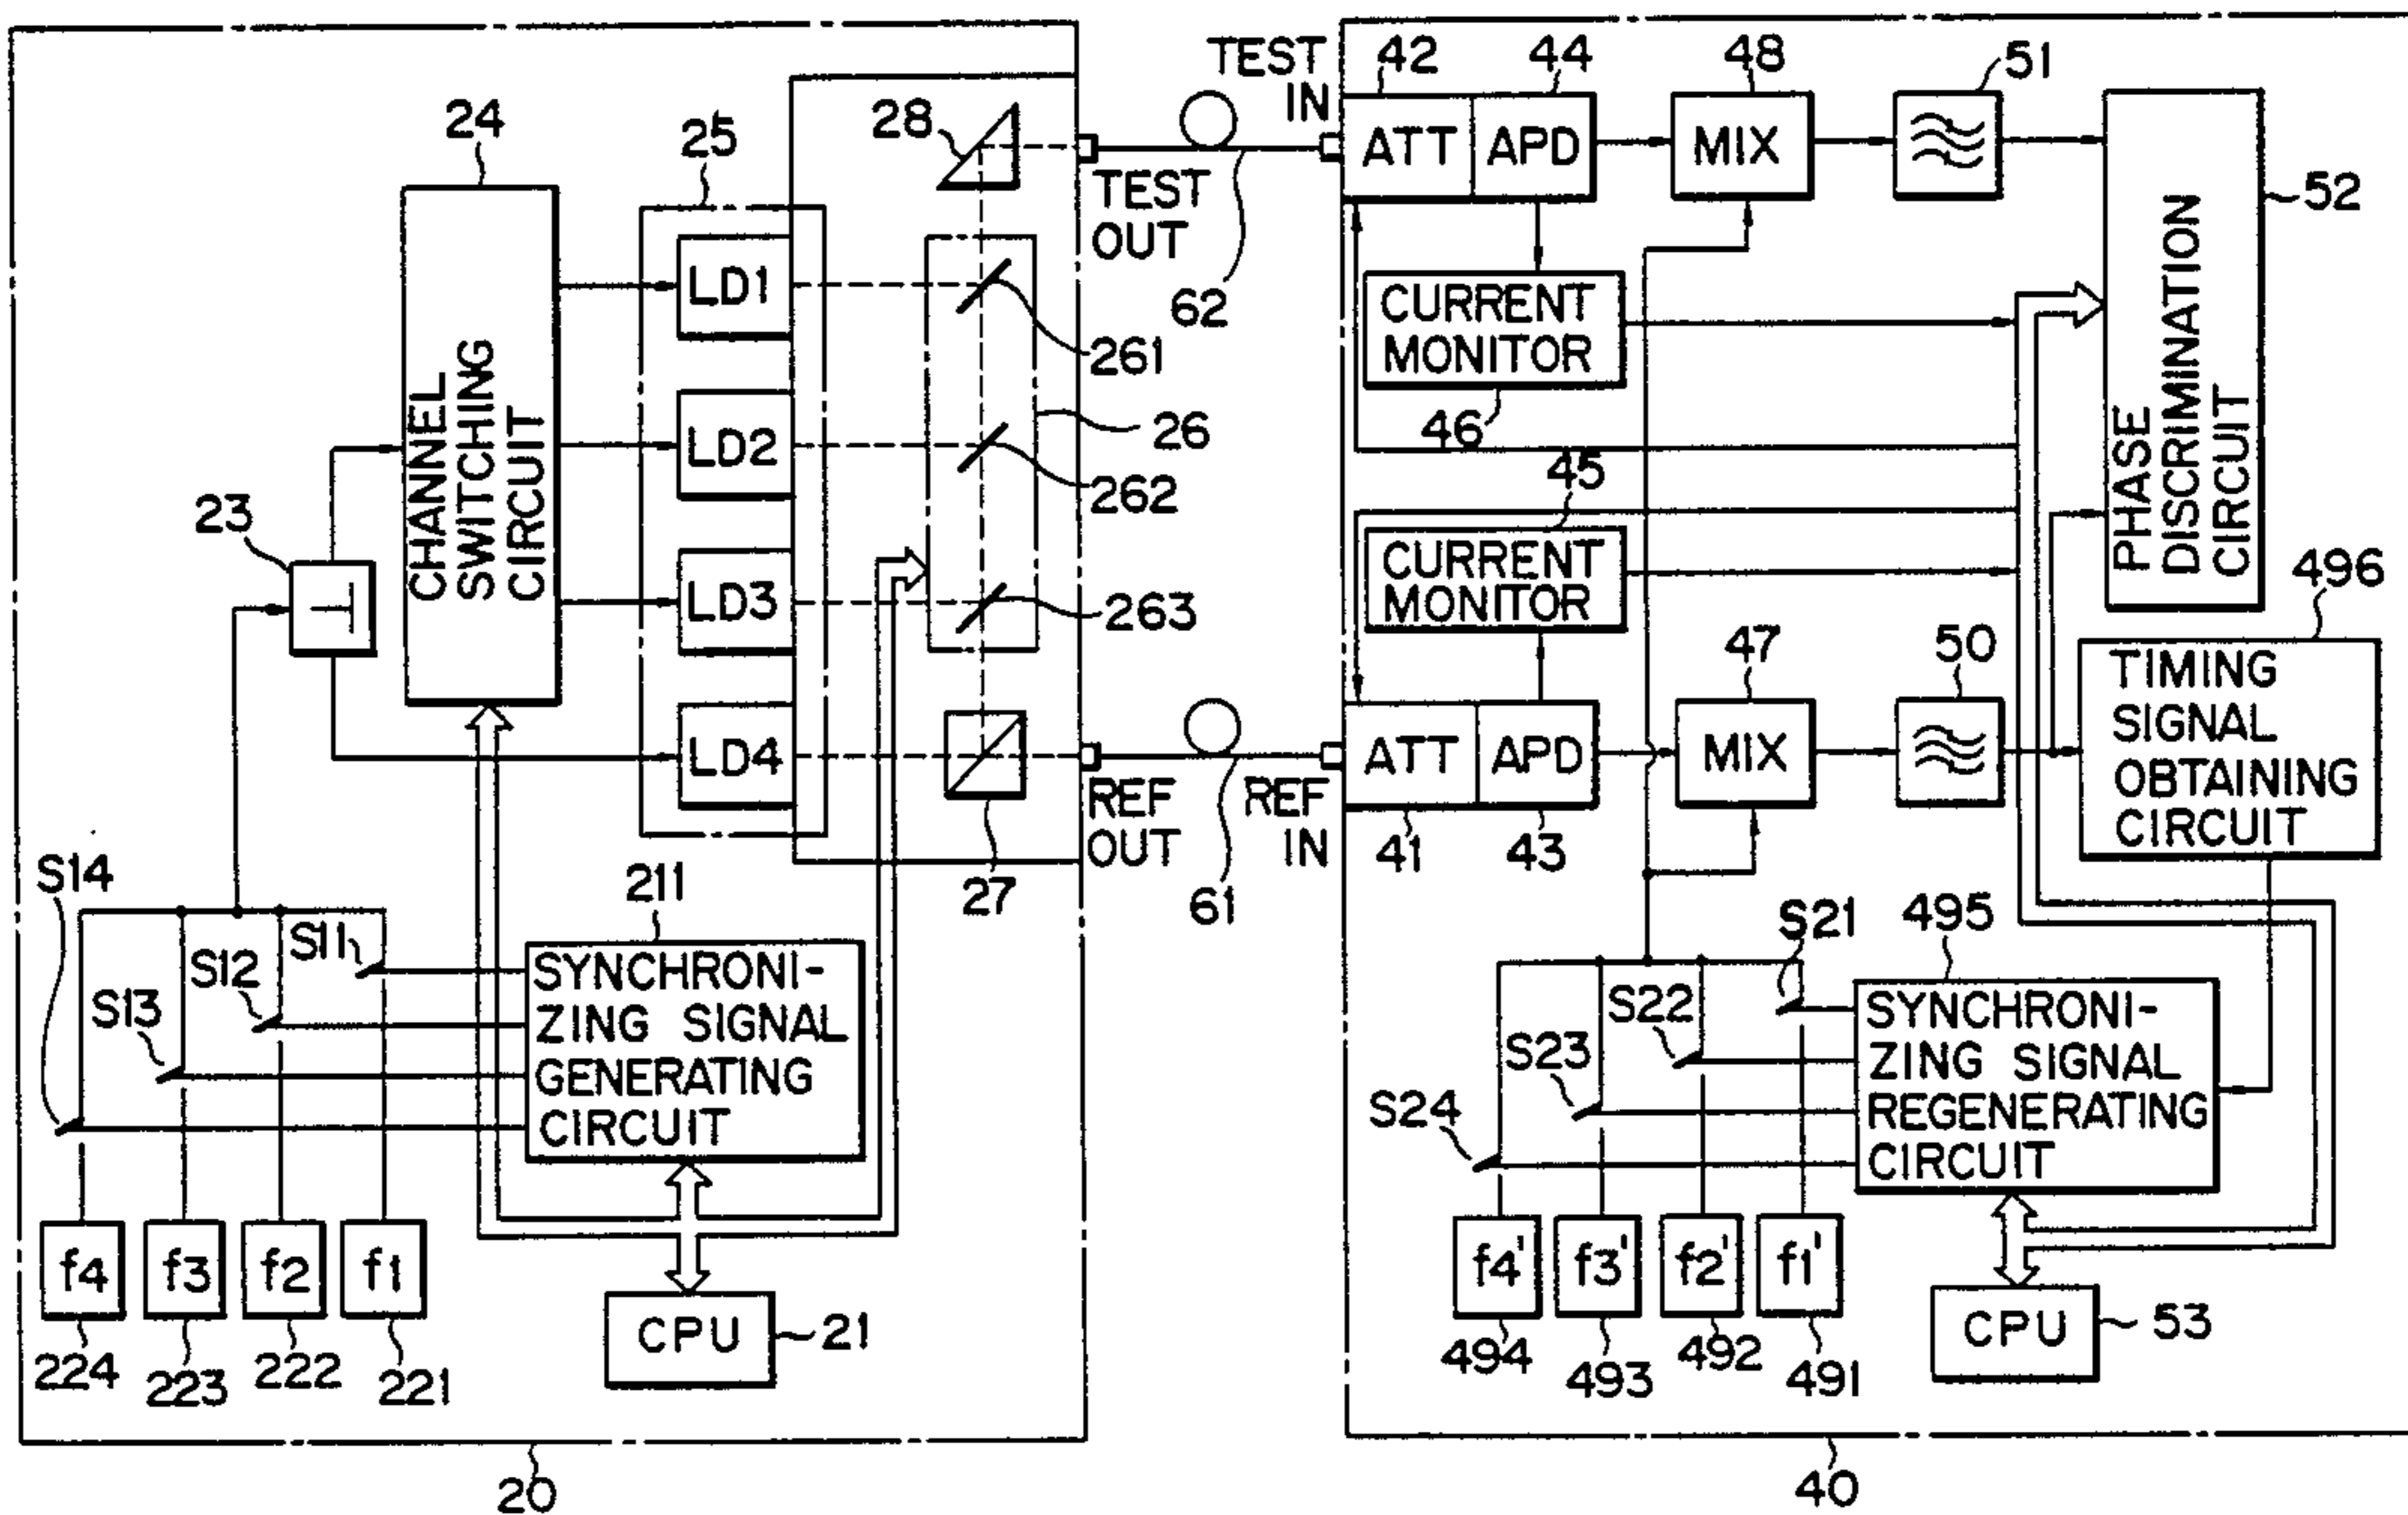 24
25
28
TEST
OUT
TEST
IN
62
42
44
48
51
ATT
APD
MIX
52
CHANNEL
SWITCHING
CIRCUIT
LD1
LD2
LD3
LD4
261
26
262
263
23
CURRENT
MONITOR
46
45
CURRENT
MONITOR
PHASE
DISCRIMINATION
CIRCUIT
496
47
50
TIMING
SIGNAL
OBTAINING
CIRCUIT
ATT
APD
MIX
REF
OUT
REF
IN
41
43
27
61
S14
S13
S12
S11
211
SYNCHRONI-
ZING SIGNAL
GENERATING
CIRCUIT
S21
S22
S23
S24
495
SYNCHRONI-
ZING SIGNAL
REGENERATING
CIRCUIT
f4
f3
f2
f1
224
223
222
221
CPU
21
f4'
f3'
f2'
f1'
494
493
492
491
CPU
53
20
40